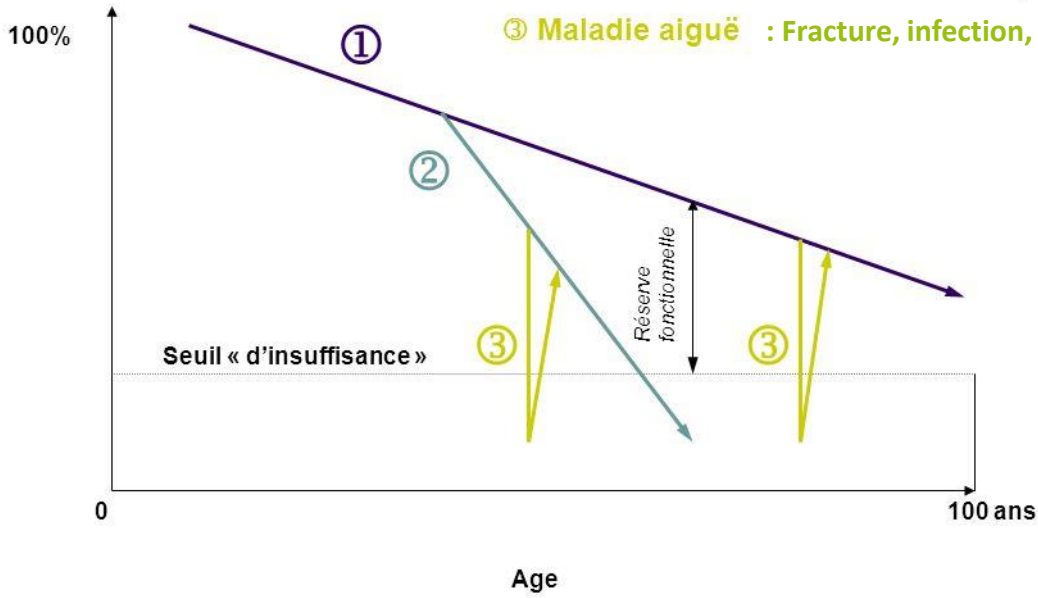 ③ Maladie aiguë : Fracture, infection,
100%
①
②
Réserve
fonctionnelle
③
③
Seuil « d’insuffisance »
0
100 ans
Age